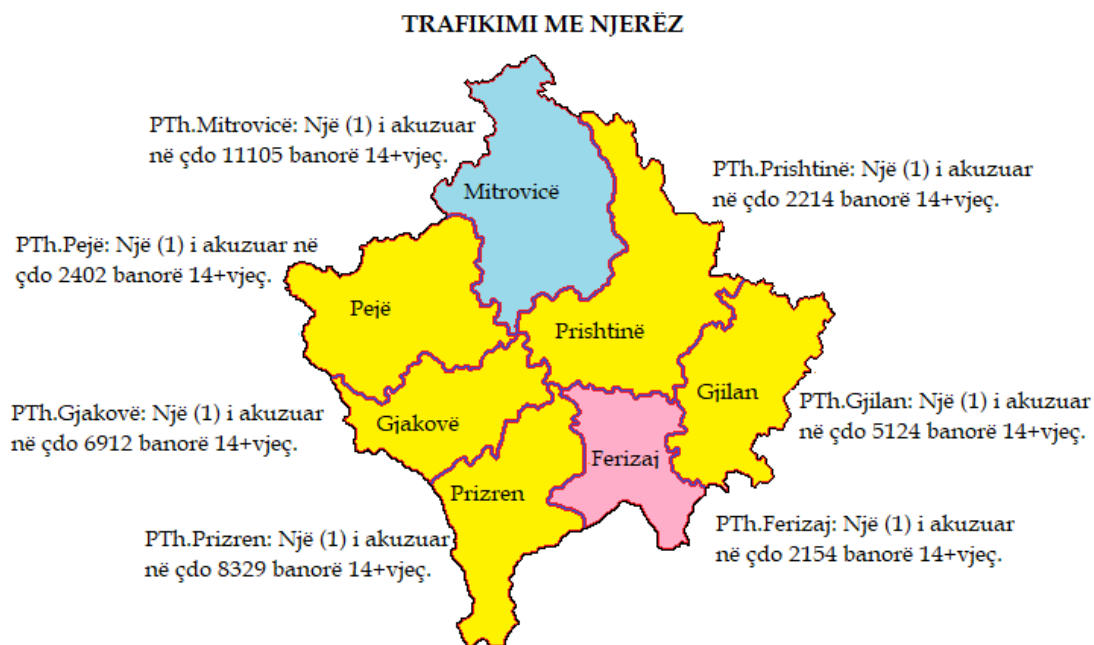 TRAFIKIMI ME NJERËZ
PTh.Mitrovicë: Një (1) i akuzuar
në çdo 11105 banorë 14+vjeç.
Mitrovicë
PTh.Prishtinë: Një (1) i akuzuar
në çdo 2214 banorë 14+vjeç.
PTh.Pejë: Një (1) i akuzuar në
çdo 2402 banorë 14+vjeç.
Pejë
Prishtinë
Gjilan
PTh.Gjilan: Një (1) i akuzuar
në çdo 5124 banorë 14+vjeç.
PTh.Gjakovë: Një (1) i akuzuar
në çdo 6912 banorë 14+vjeç.
Gjakovë
Ferizaj
Prizren
PTh.Prizren: Një (1) i akuzuar
në çdo 8329 banorë 14+vjeç.
PTh.Ferizaj: Një (1) i akuzuar
në çdo 2154 banorë 14+vjeç.